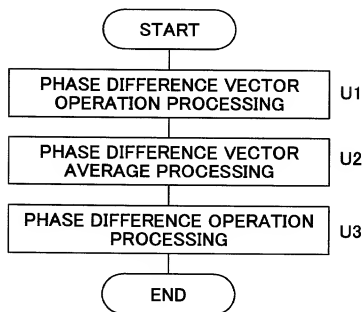 START
PHASE DIFFERENCE VECTOR
OPERATION PROCESSING
U1
PHASE DIFFERENCE VECTOR
AVERAGE PROCESSING
U2
PHASE DIFFERENCE OPERATION
PROCESSING
U3
END